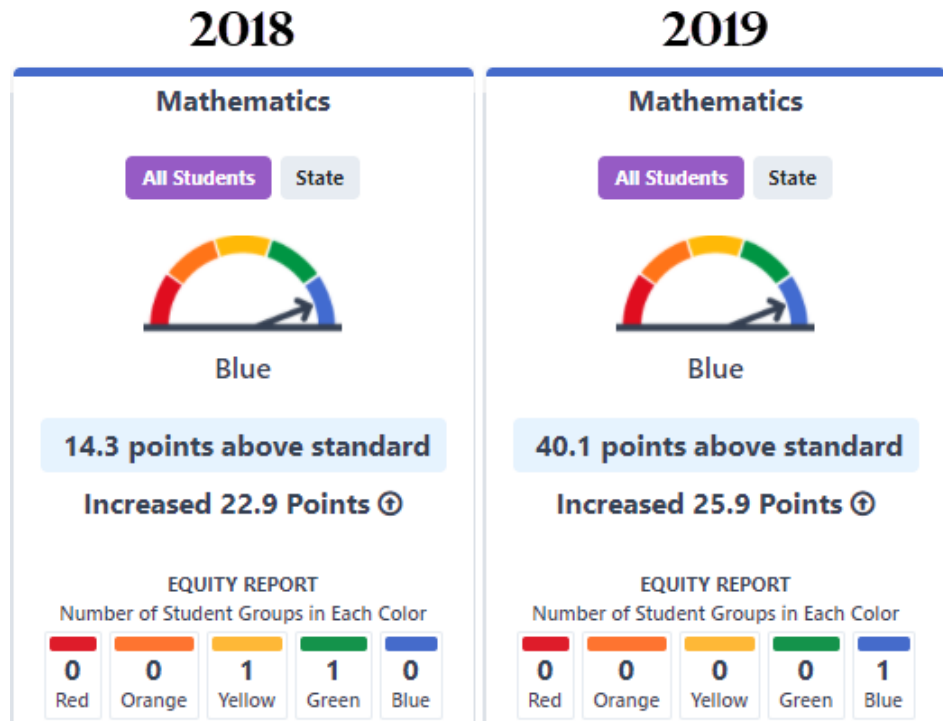 2018
Mathematics
All Students State
Blue
14.3 points above standard
Increased 22.9 Points
EQUITY REPORT
Number of Student Groups in Each Color
0 0 1 1 0
Red Orange Yellow Green Blue
2019
Mathematics
All Students State
Blue
40.1 points above standard
Increased 25.9 Points
EQUITY REPORT
Number of Student Groups in Each Color
0 0 0 0 1
Red Orange Yellow Green Blue